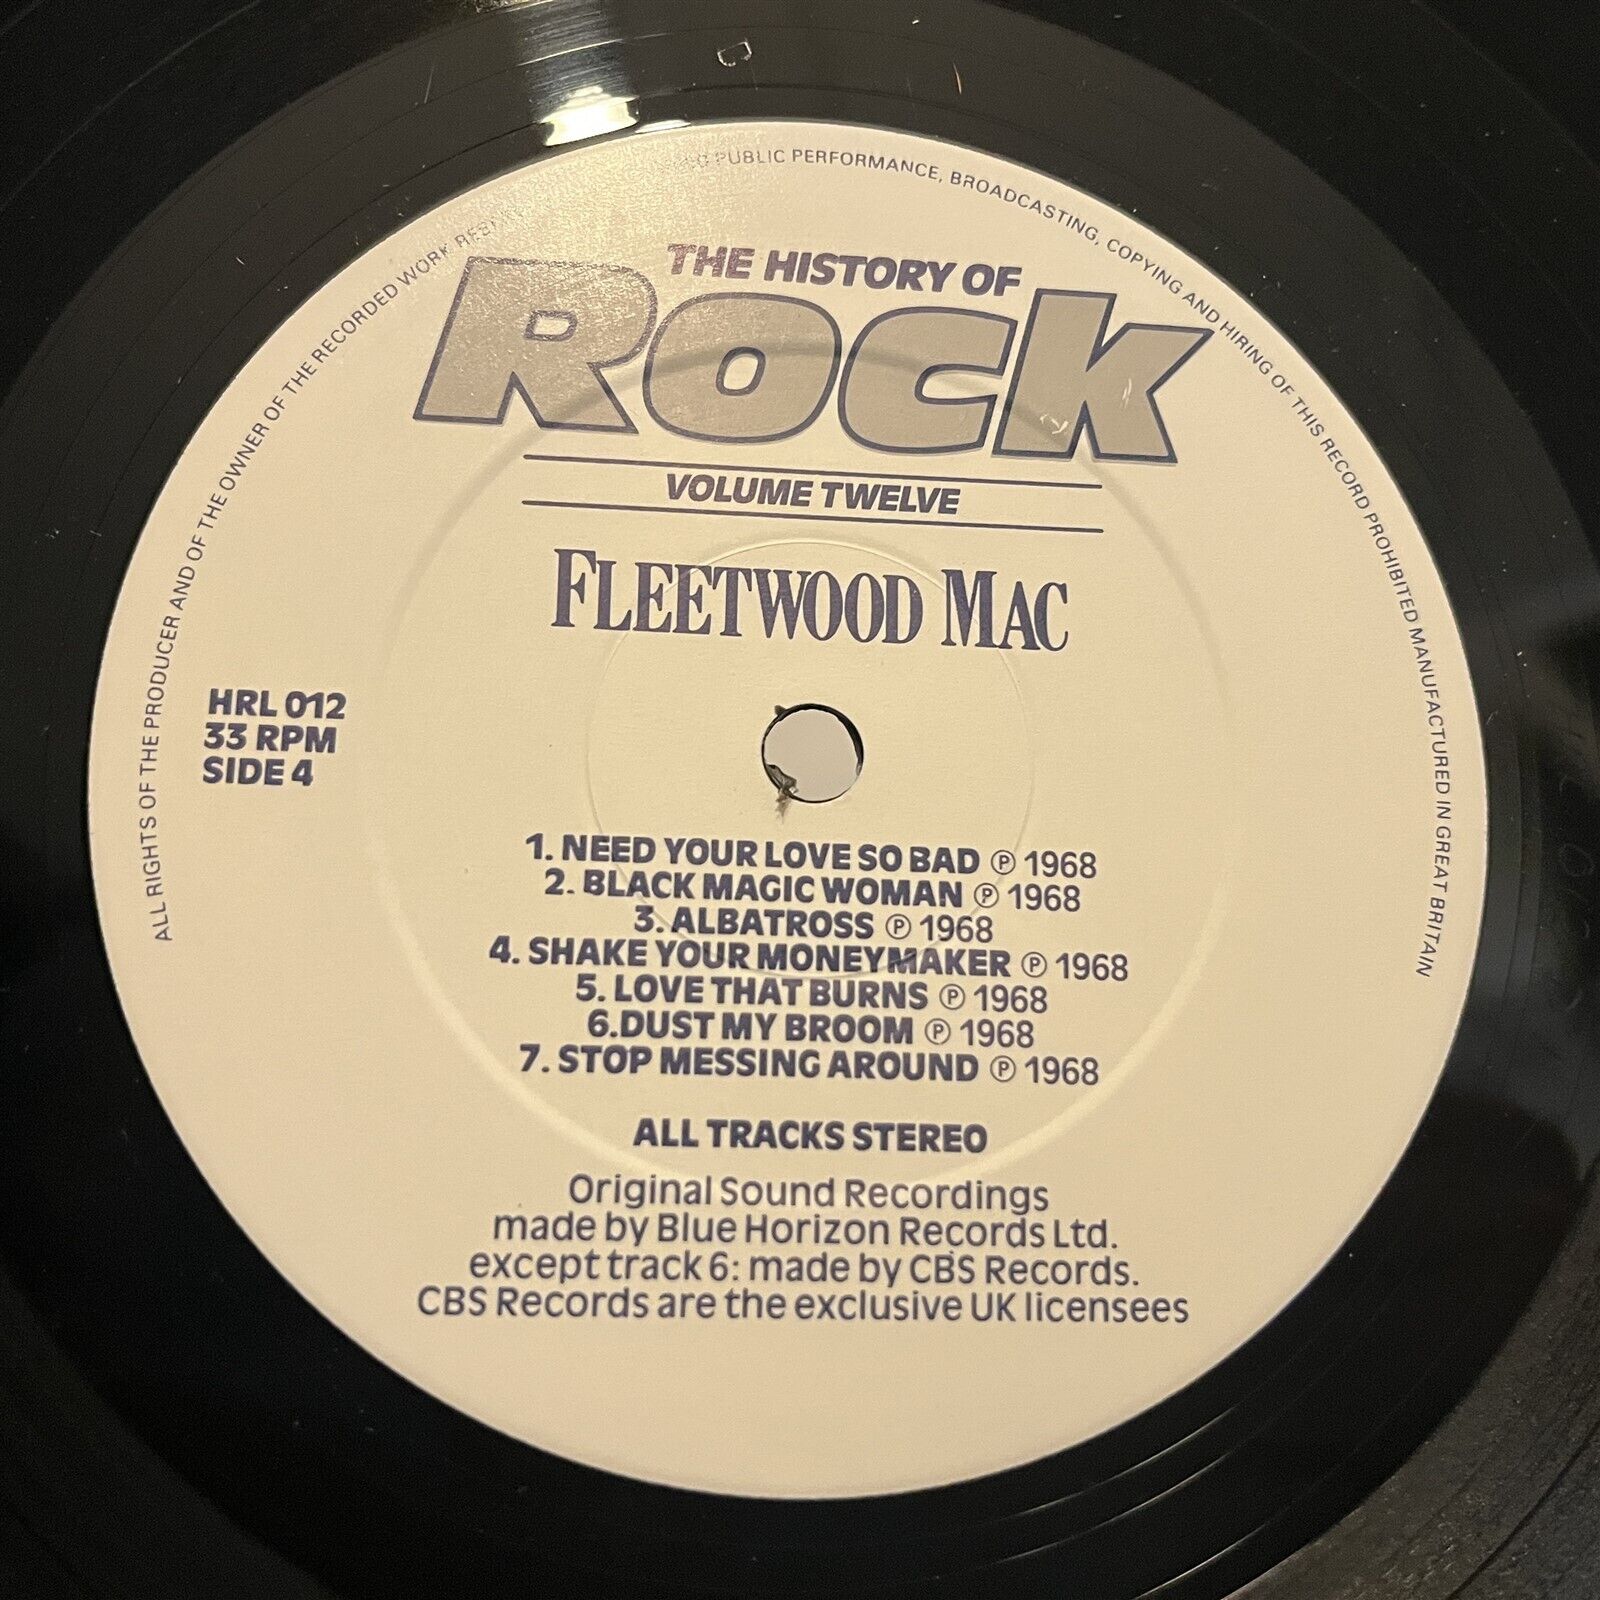 ALL RIGHTS OF THE PRODUCER AND OF THE OWNER OF THE RECORDED WORK PUBLIC PERFORMANCE, BROADCASTING, COPYING AND HIRING OF THIS RECORD PROHIBITED MANUFACTURED IN GREAT BRITAIN
THE HISTORY OF
ROCK
VOLUME TWELVE
FLEETWOOD MAC
HRL 012
33 RPM
SIDE 4
1. NEED YOUR LOVE SO BAD ℗ 1968
2. BLACK MAGIC WOMAN ℗ 1968
3. ALBATROSS ℗ 1968
4. SHAKE YOUR MONEYMAKER ℗ 1968
5. LOVE THAT BURNS ℗ 1968
6.DUST MY BROOM ℗ 1968
7. STOP MESSING AROUND ℗ 1968
ALL TRACKS STEREO
Original Sound Recordings
made by Blue Horizon Records Ltd.
except track 6: made by CBS Records.
CBS Records are the exclusive UK licensees